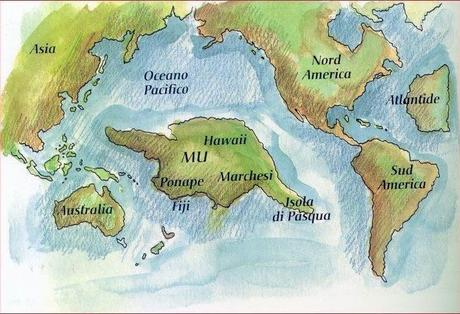 Asia
Nord
America
Oceano
Pacifico
Atlantide
Hawaii
MU
Ponape
Marchesi
Sud
America
Australia
Fiji
Isola
di Pasqua